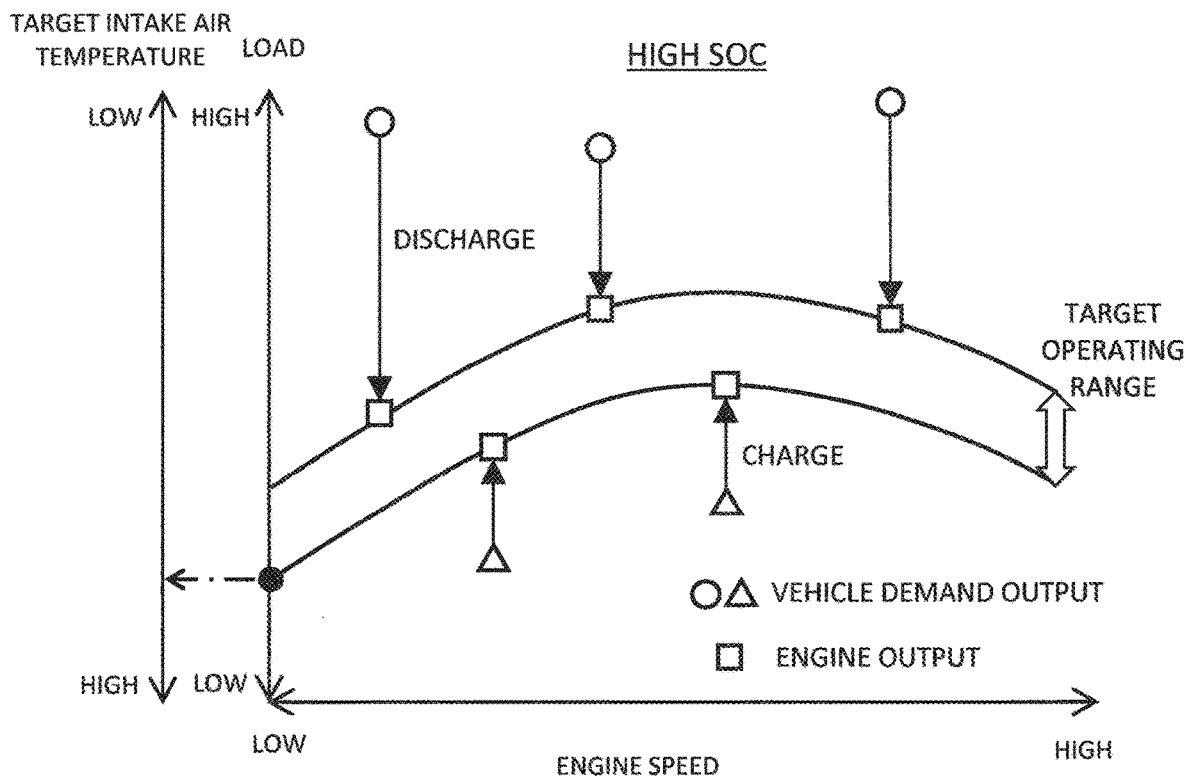 TARGET INTAKE AIR
TEMPERATURE
LOAD
HIGH SOC
LOW
HIGH
DISCHARGE
TARGET
OPERATING
RANGE
CHARGE
VEHICLE DEMAND OUTPUT
ENGINE OUTPUT
HIGH
LOW
LOW
HIGH
ENGINE SPEED